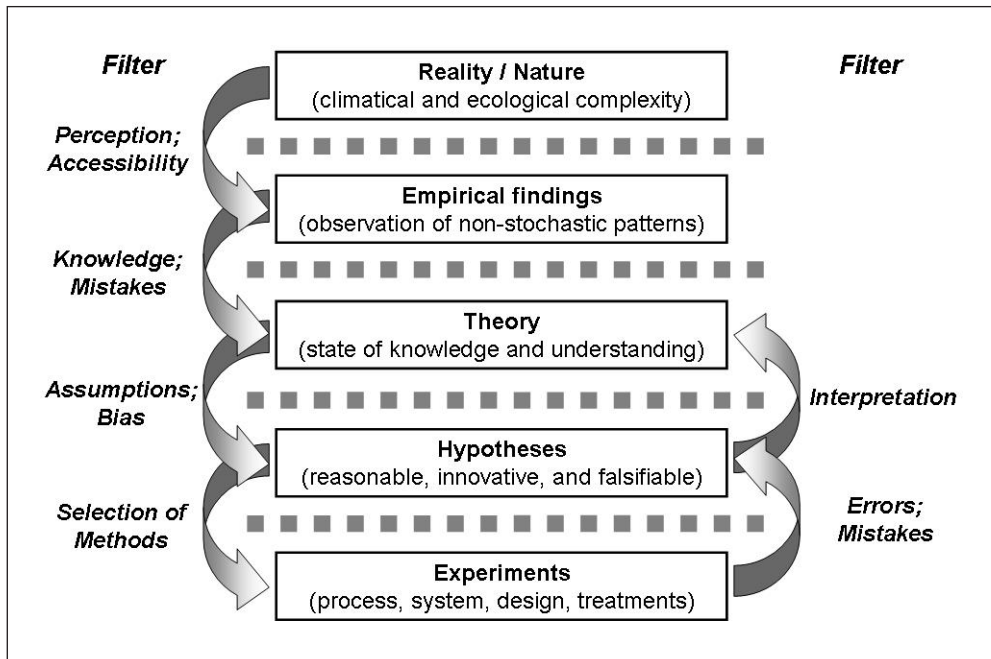 Filter
Filter
Reality / Nature
(climatical and ecological complexity)
Perception;
Accessibility
Empirical findings
(observation of non-stochastic patterns)
Knowledge;
Mistakes
Theory
(state of knowledge and understanding)
Assumptions;
Bias
Interpretation
Hypotheses
(reasonable, innovative, and falsifiable)
Selection of
Methods
Errors;
Mistakes
Experiments
(process, system, design, treatments)